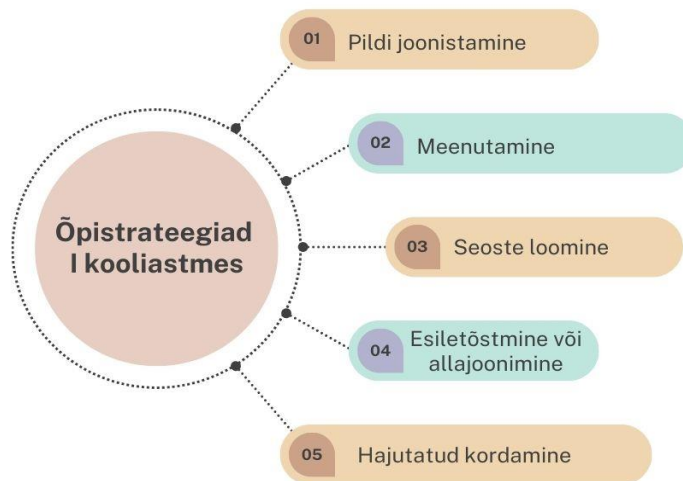 Õpistrateegiad
I kooliastmes
01
Pildi joonistamine
02
Meenutamine
03
Seoste loomine
04
Esiletõstmine või
allajoonimine
05
Hajutatud kordamine